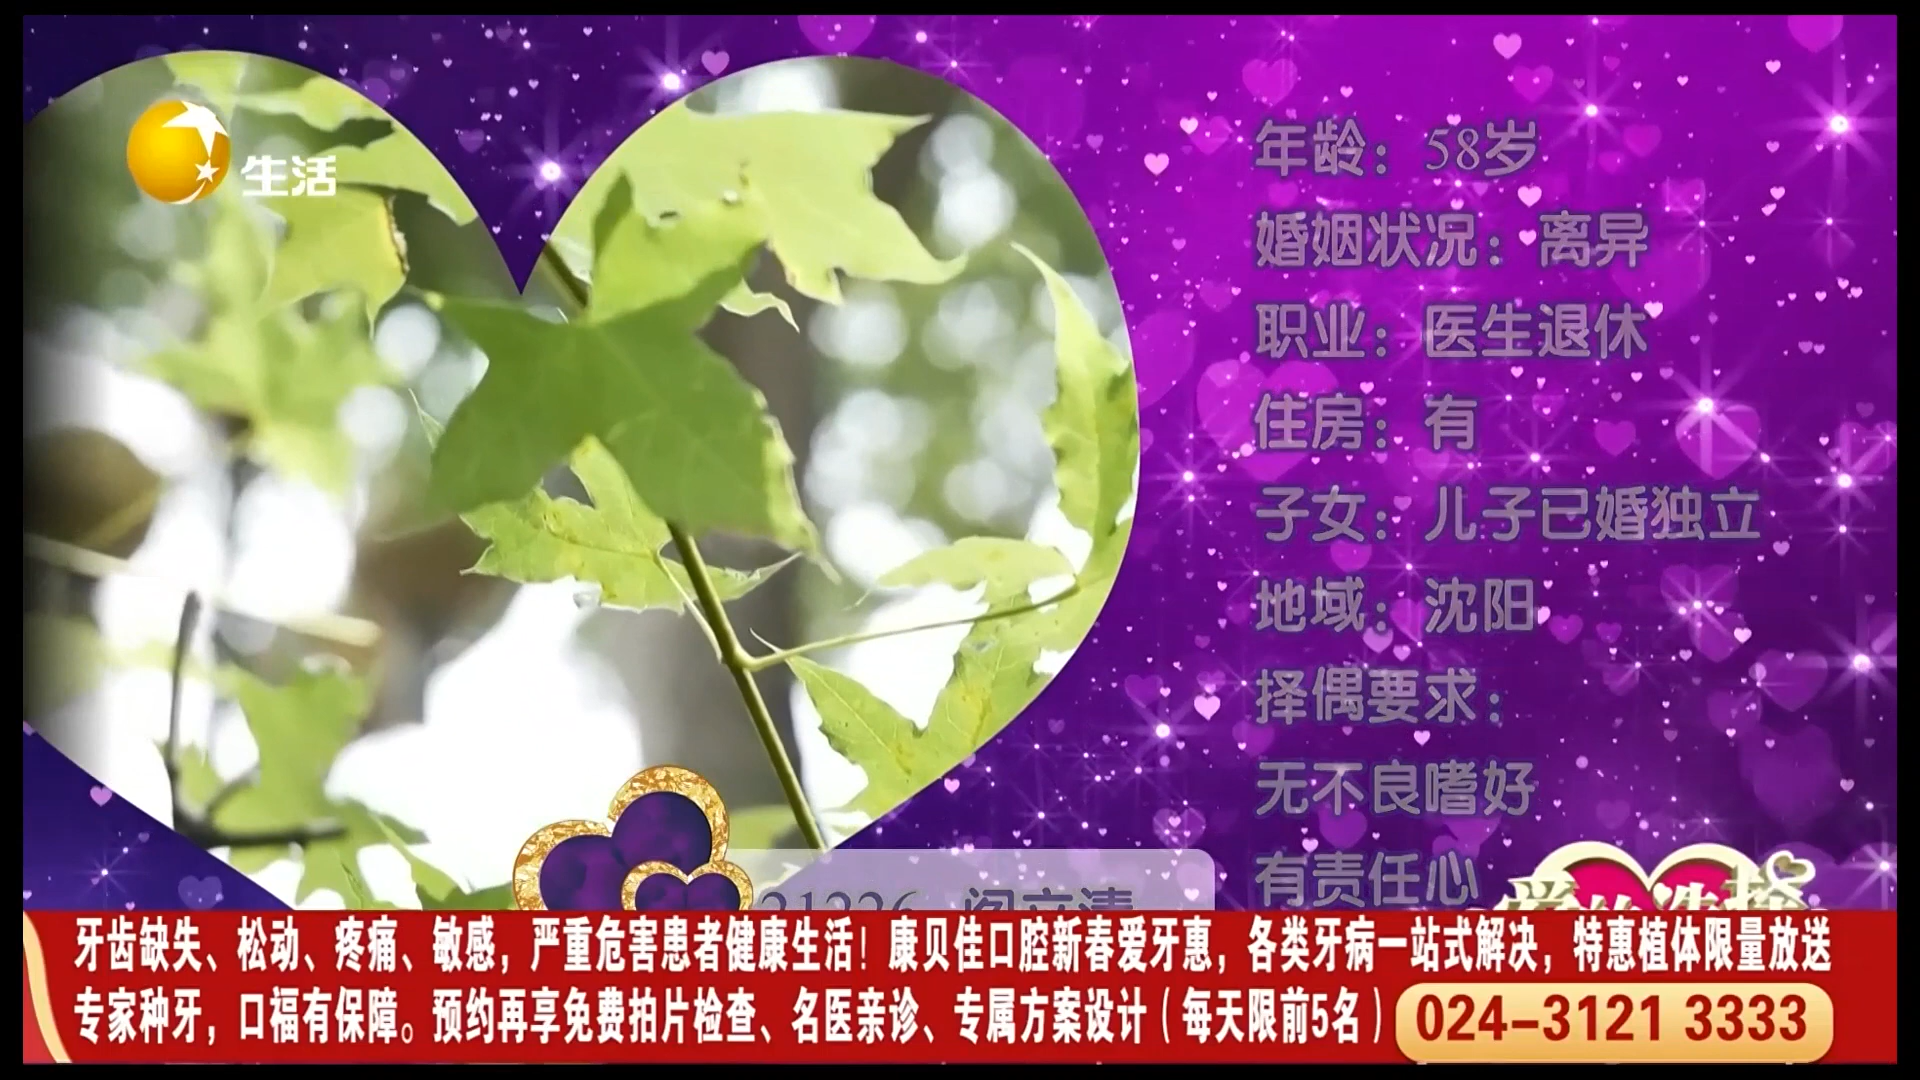 生活
年龄：58岁
婚姻状况：离异
职业：医生退休
住房：有
子女：儿子已婚独立
地域：沈阳
择偶要求：
无不良嗜好
有责任心
牙齿缺失、松动、疼痛、敏感，严重危害患者健康生活！康贝佳口腔新春爱牙惠，各类牙病一站式解决，特惠植体限量放送
专家种牙，口福有保障。预约再享免费拍片检查、名医亲诊、专属方案设计（每天限前5名）
024-3121 3333